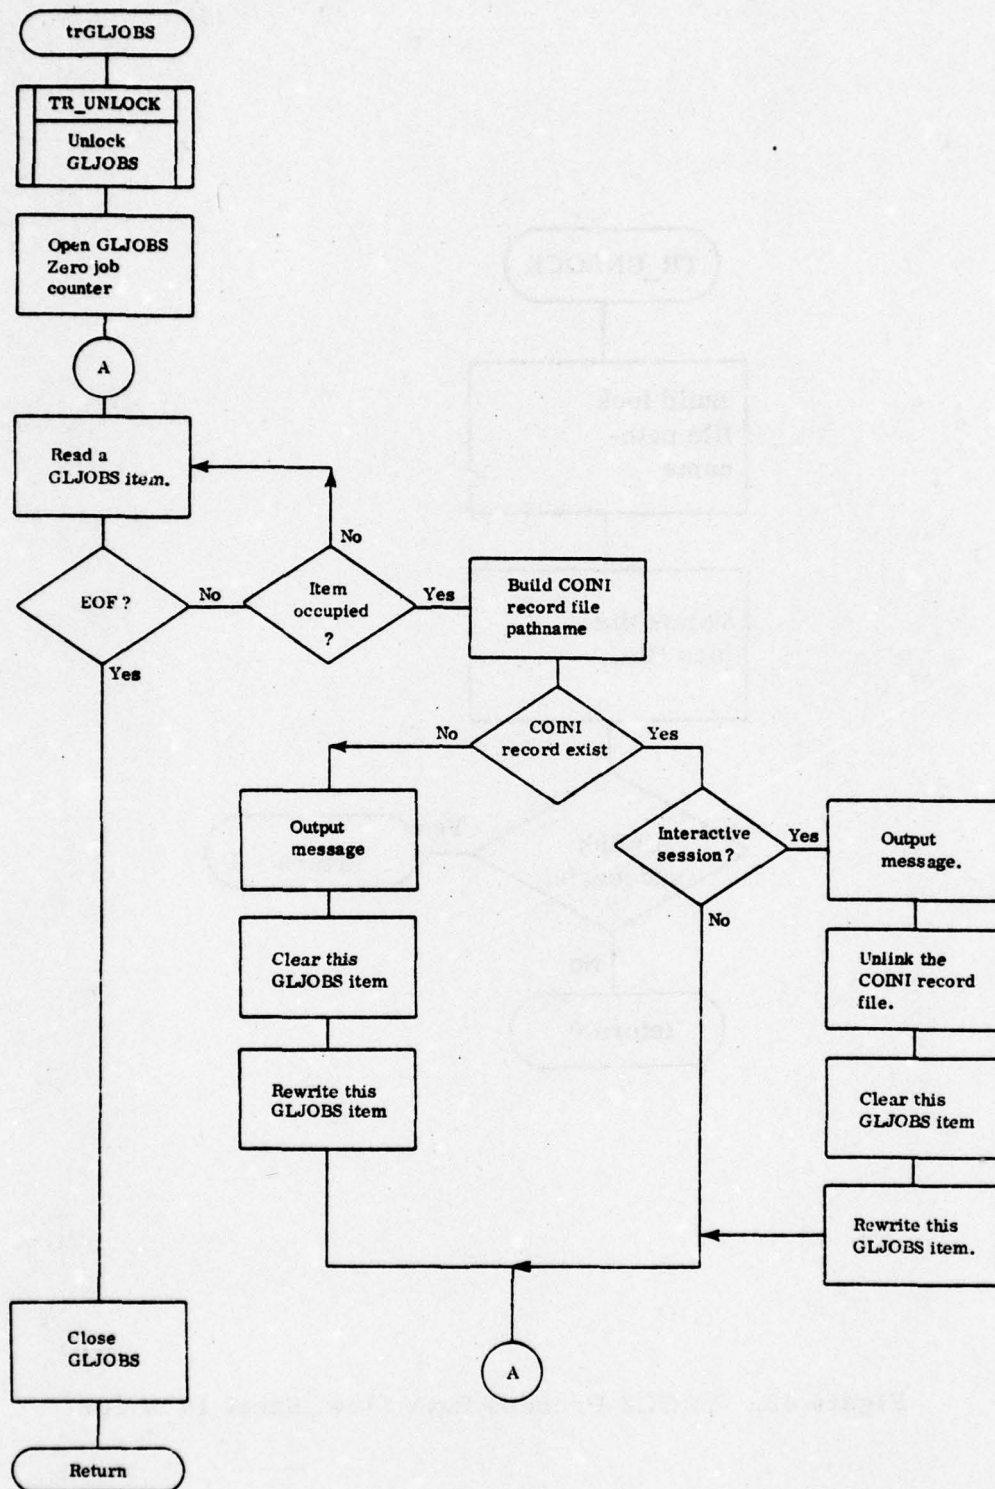 trGLJOBS
TR_UNLOCK
Unlock
GLJOBS
Open GLJOBS
Zero job
counter
A
Read a
GLJOBS item.
No
EOF ?
No
Item
occupied
?
Yes
Build COINI
record file
pathname
Yes
No
COINI
record exist
Yes
Output
message
Interactive
session?
Yes
Output
message.
No
Clear this
GLJOBS item
Unlink the
COINI record
file.
Rewrite this
GLJOBS item
Clear this
GLJOBS item
Rewrite this
GLJOBS item.
Close
GLJOBS
A
Return